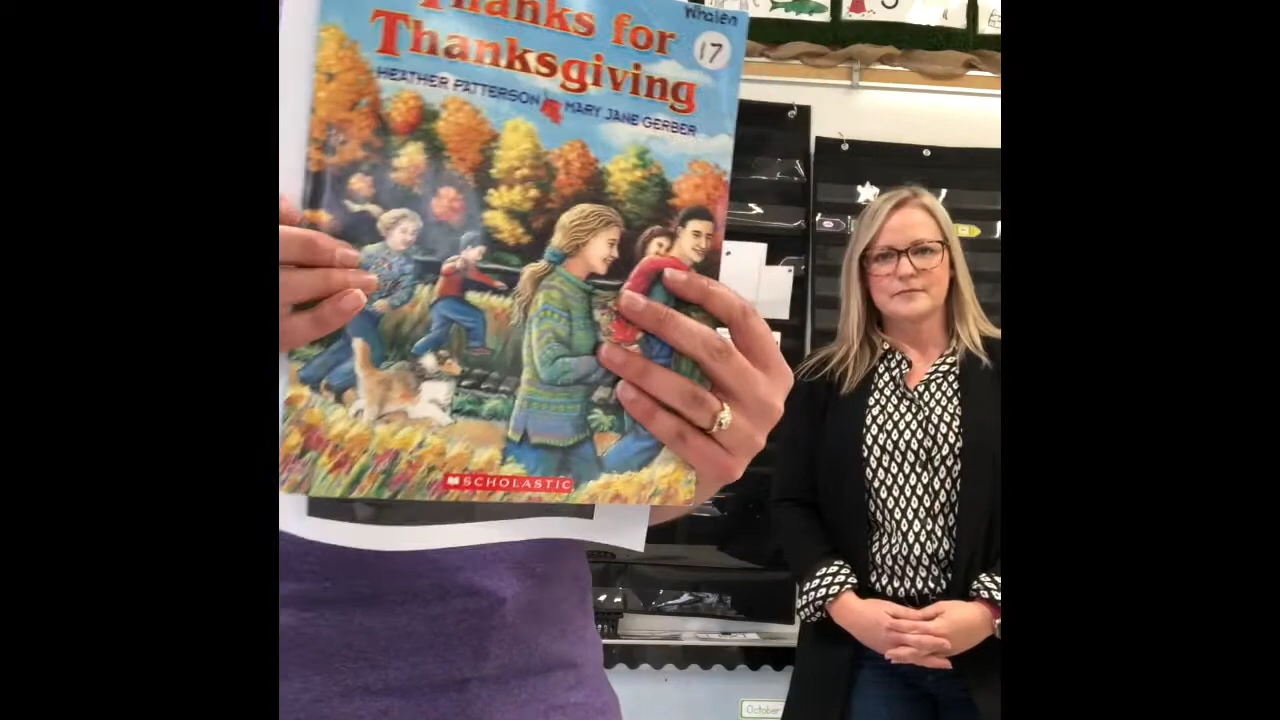 Thanks for
Thanksgiving
Whalen
17
HEATHER PATTERSON MARY JANE GERBER
SCHOLASTIC
October